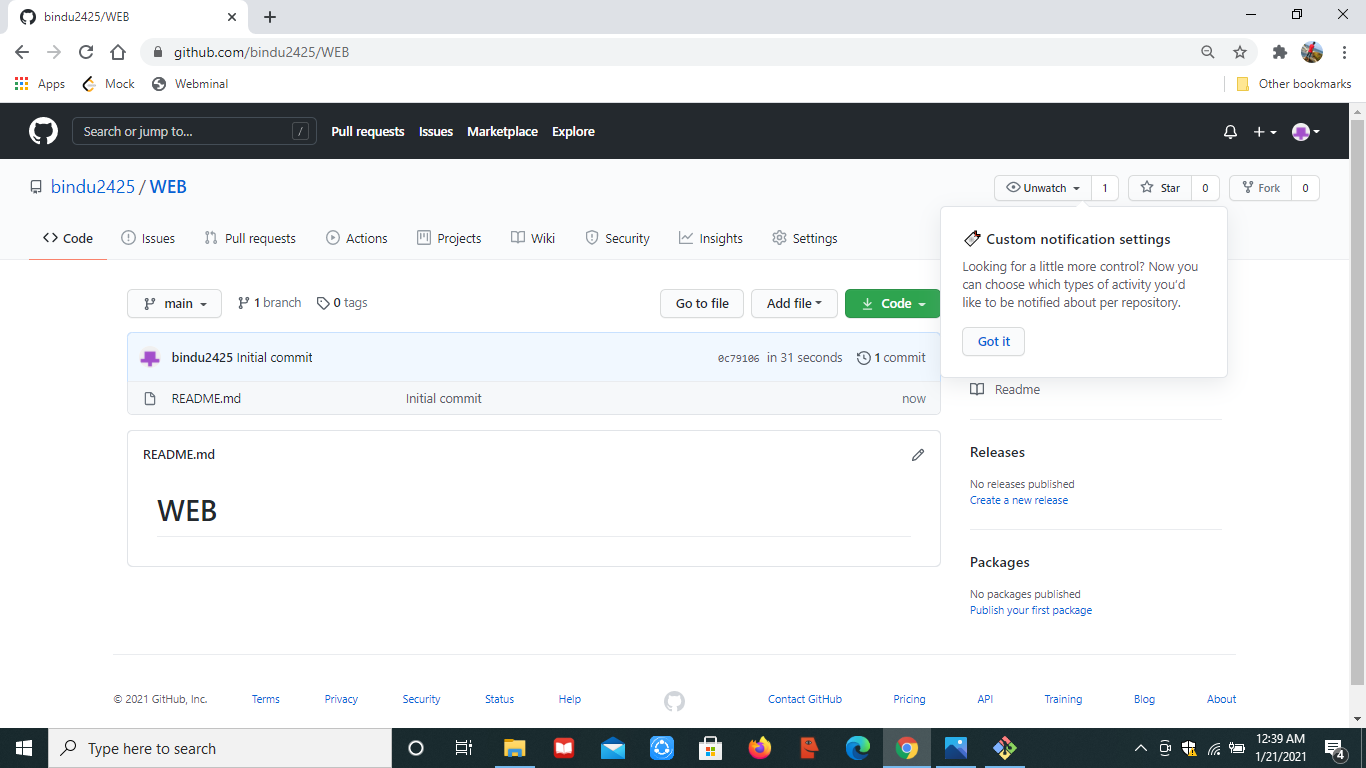 bindu2425/WEB
github.com/bindu2425/WEB
Apps Mock Webminal Other bookmarks
Search or jump to... / Pull requests Issues Marketplace Explore
bindu2425 / WEB Unwatch 1 Star 0 Fork 0
Code Issues Pull requests Actions Projects Wiki Security Insights Settings
Custom notification settings
Looking for a little more control? Now you
can choose which types of activity you'd
like to be notified about per repository.
Got it
main 1 branch 0 tags Go to file Add file Code
bindu2425 Initial commit 0c79106 in 31 seconds 1 commit
README.md Initial commit now
Readme
README.md
WEB
Releases
No releases published
Create a new release
Packages
No packages published
Publish your first package
© 2021 GitHub, Inc. Terms Privacy Security Status Help Contact GitHub Pricing API Training Blog About
Type here to search
12:39 AM
1/21/2021
4